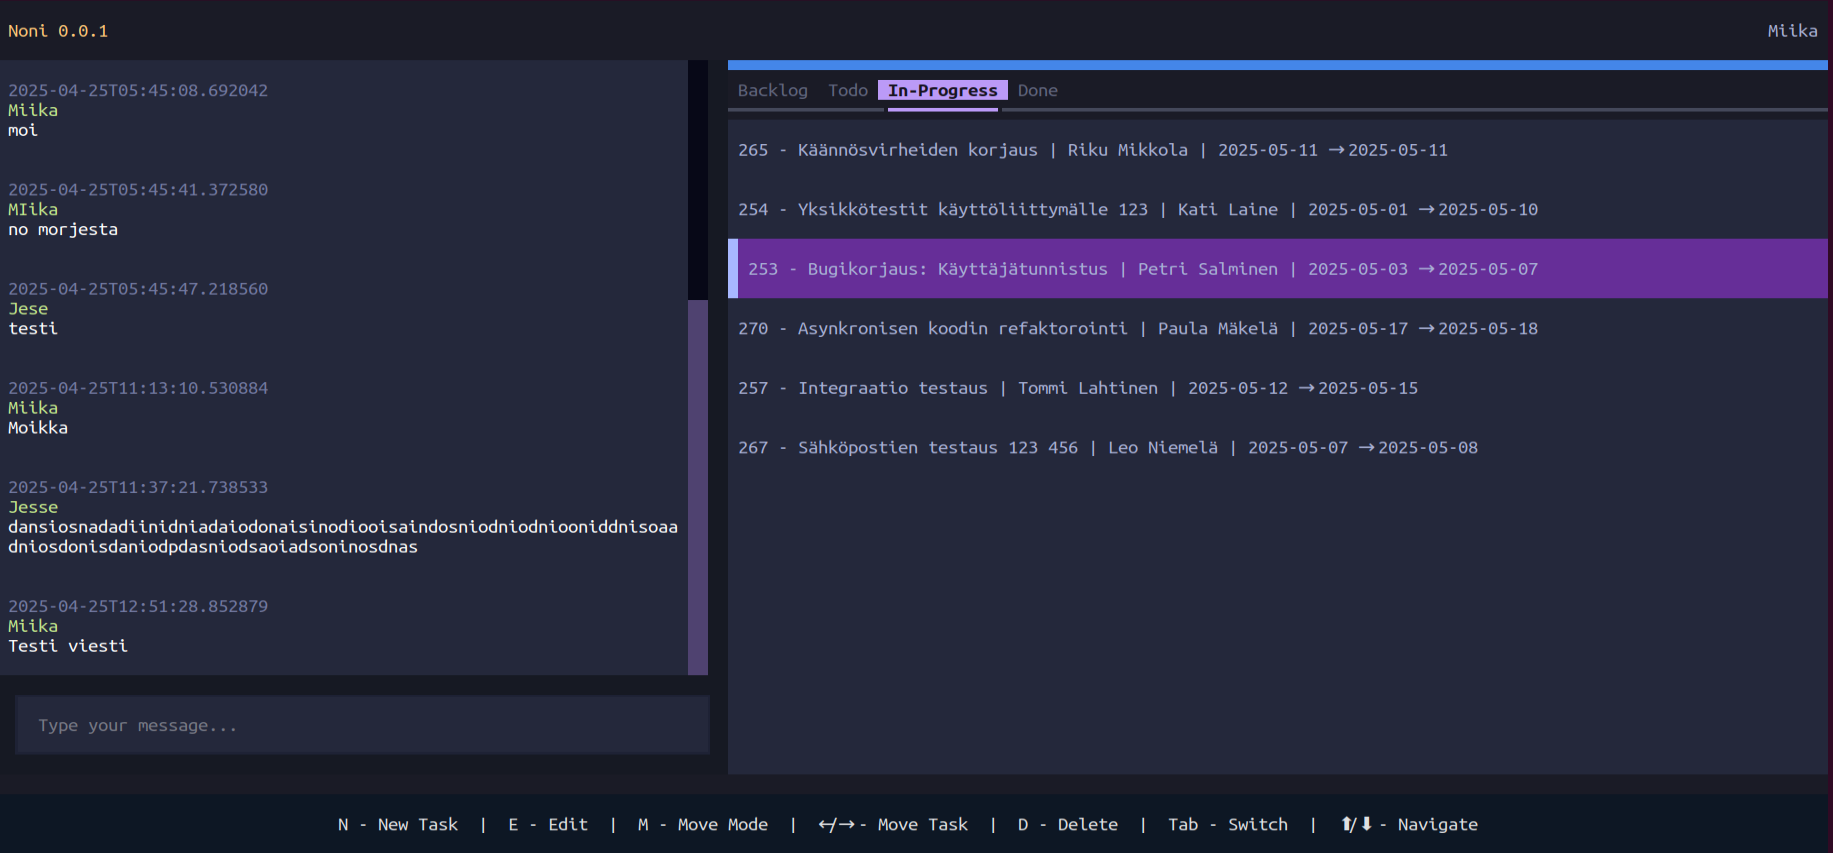 Noni 0.0.1
Miika
2025-04-25T05:45:08.692042
Miika
moi
2025-04-25T05:45:41.372580
MIika
no morjesta
2025-04-25T05:45:47.218560
Jese
testi
2025-04-25T11:13:10.530884
Miika
Moikka
2025-04-25T11:37:21.738533
Jesse
dansiosnadadiinidniadaiodonaisinodiooisaindosniodniodniooniddnisoaa
dniosdonisdaniodpdasniodsaoiadsoninosdnas
2025-04-25T12:51:28.852879
Miika
Testi viesti
Type your message...
Backlog Todo In-Progress Done
265 - Käännösvirheiden korjaus | Riku Mikkola | 2025-05-11 → 2025-05-11
254 - Yksikkötestit käyttöliittymälle 123 | Kati Laine | 2025-05-01 → 2025-05-10
253 - Bugikorjaus: Käyttäjätunnistus | Petri Salminen | 2025-05-03 → 2025-05-07
270 - Asynkronisen koodin refaktorointi | Paula Mäkelä | 2025-05-17 → 2025-05-18
257 - Integraatio testaus | Tommi Lahtinen | 2025-05-12 → 2025-05-15
267 - Sähköpostien testaus 123 456 | Leo Niemelä | 2025-05-07 → 2025-05-08
N - New Task | E - Edit | M - Move Mode | ←/→ - Move Task | D - Delete | Tab - Switch | ⬆/⬇ - Navigate